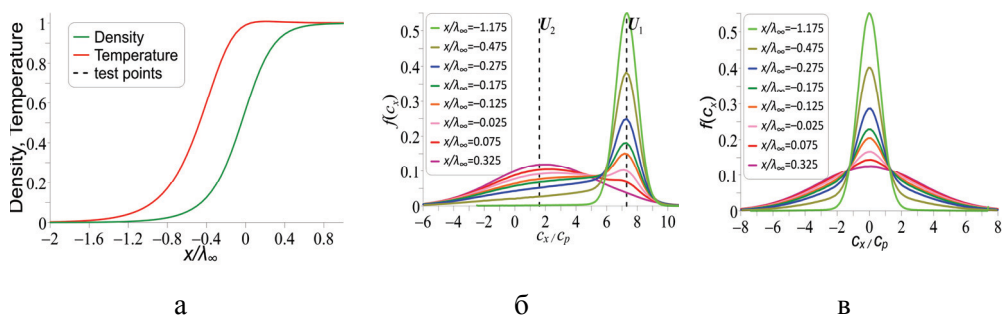 Density, Temperature
1
0.8
0.6
0.4
0.2
0
Density
Temperature
test points
−2
−1.6
−1.2
−0.8
−0.4
0
0.4
0.8
x/λ∞
а
f(cx)
0.5
0.4
0.3
0.2
0.1
0
x/λ∞=−1.175
x/λ∞=−0.475
x/λ∞=−0.275
x/λ∞=−0.175
x/λ∞=−0.125
x/λ∞=−0.025
x/λ∞=0.075
x/λ∞=0.325
U2
U1
−6
−4
−2
0
2
4
6
8
10
cx/cp
б
f(cx)
0.5
0.4
0.3
0.2
0.1
0
x/λ∞=−1.175
x/λ∞=−0.475
x/λ∞=−0.275
x/λ∞=−0.175
x/λ∞=−0.125
x/λ∞=−0.025
x/λ∞=0.075
x/λ∞=0.325
−8
−6
−4
−2
0
2
4
6
8
cx/cp
в